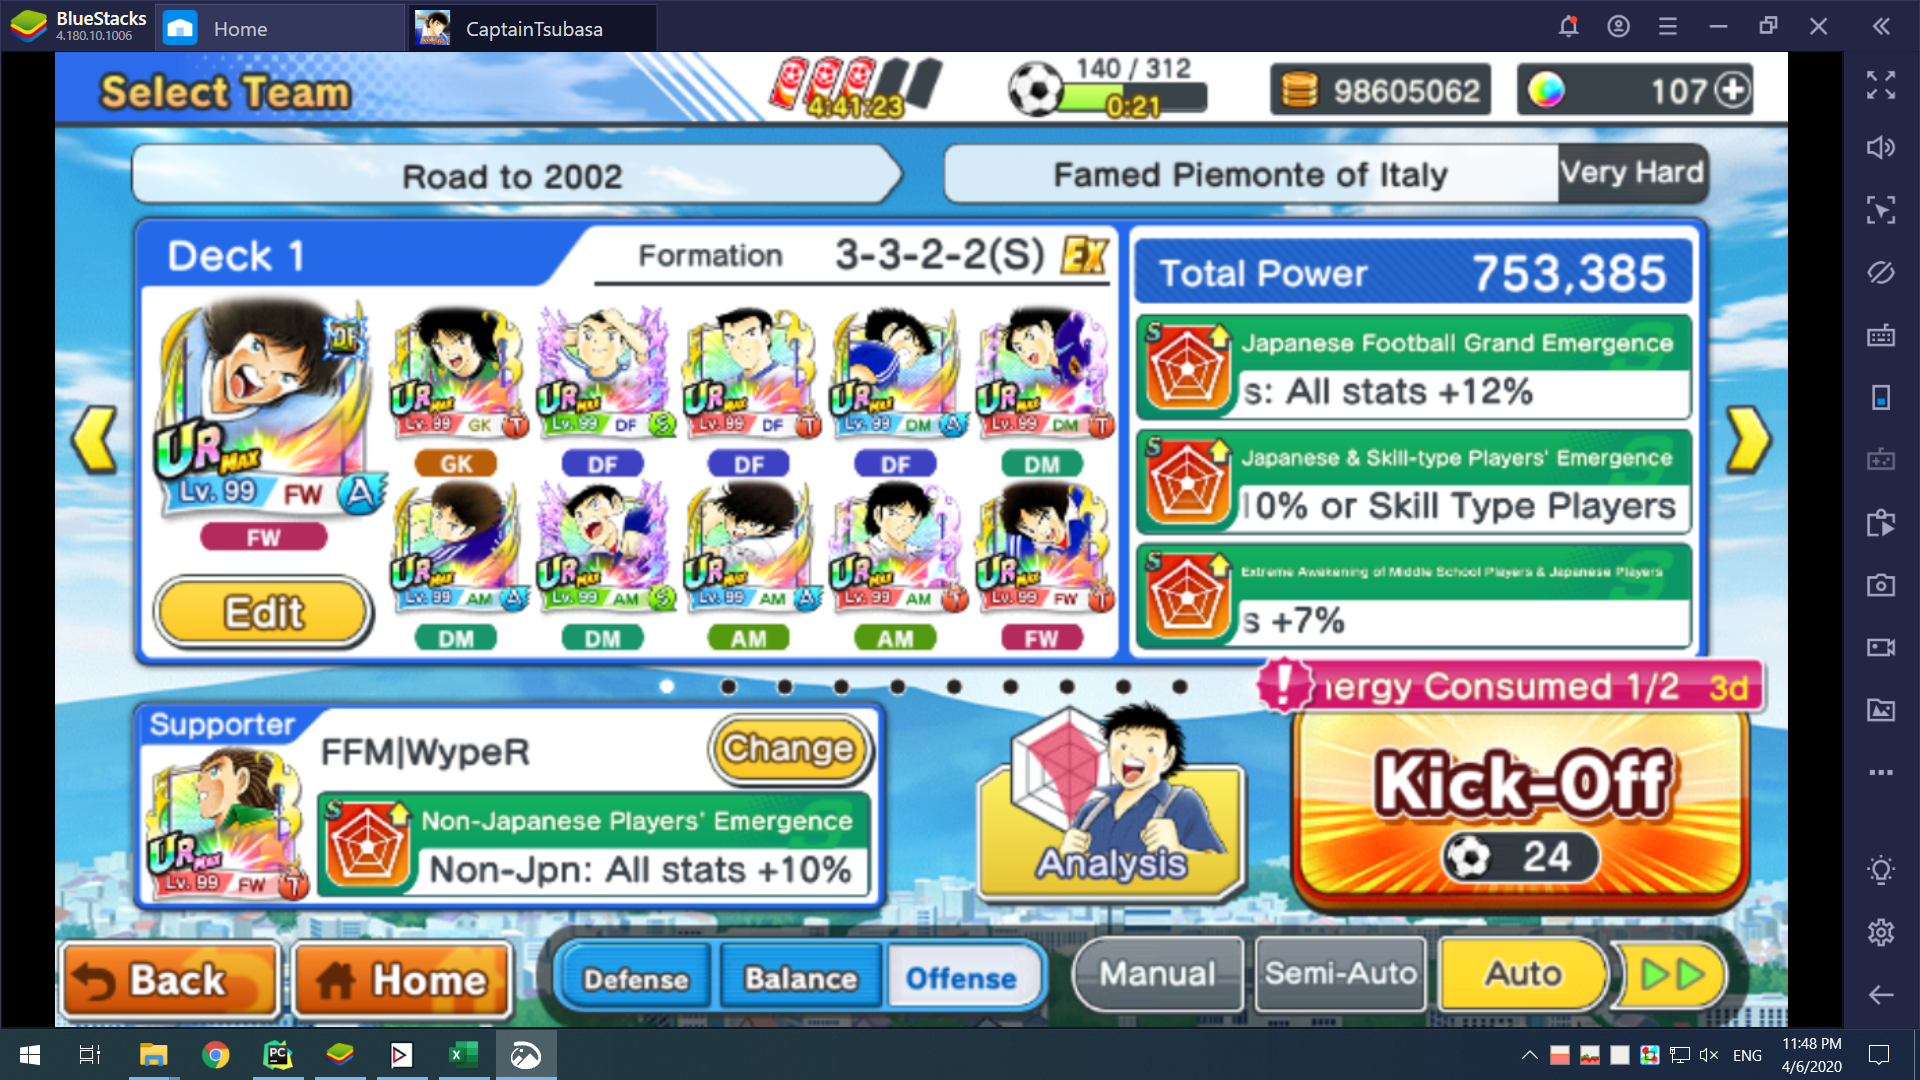 BlueStacks
4.180.10.1006
Home
CaptainTsubasa
Select Team
4:41:23
140 / 312
0:21
98605062
107
Road to 2002
Famed Piemonte of Italy
Very Hard
Deck 1
Formation 3-3-2-2(S) EX
DF
UR MAX
Lv. 99 FW A
FW
Edit
UR MAX UR MAX UR MAX UR MAX UR MAX
Lv. 99 GK T Lv. 99 DF S Lv. 99 DF T Lv. 99 DM A Lv. 99 DM T
GK DF DF DF DM
UR MAX UR MAX UR MAX UR MAX UR MAX
Lv. 99 AM A Lv. 99 AM S Lv. 99 AM A Lv. 99 AM T Lv. 99 FW T
DM DM AM AM FW
Total Power 753,385
S Japanese Football Grand Emergence
s: All stats +12%
S Japanese & Skill-type Players' Emergence
0% or Skill Type Players
S Extreme Awakening of Middle School Players & Japanese Players
s +7%
! nergy Consumed 1/2 3d
Supporter
FFM|WypeR
Change
UR MAX
Lv. 99 FW T
S Non-Japanese Players' Emergence
Non-Jpn: All stats +10%
Analysis
Kick-Off
24
Back
Home
Defense
Balance
Offense
Manual
Semi-Auto
Auto
PC
ENG
11:48 PM
4/6/2020